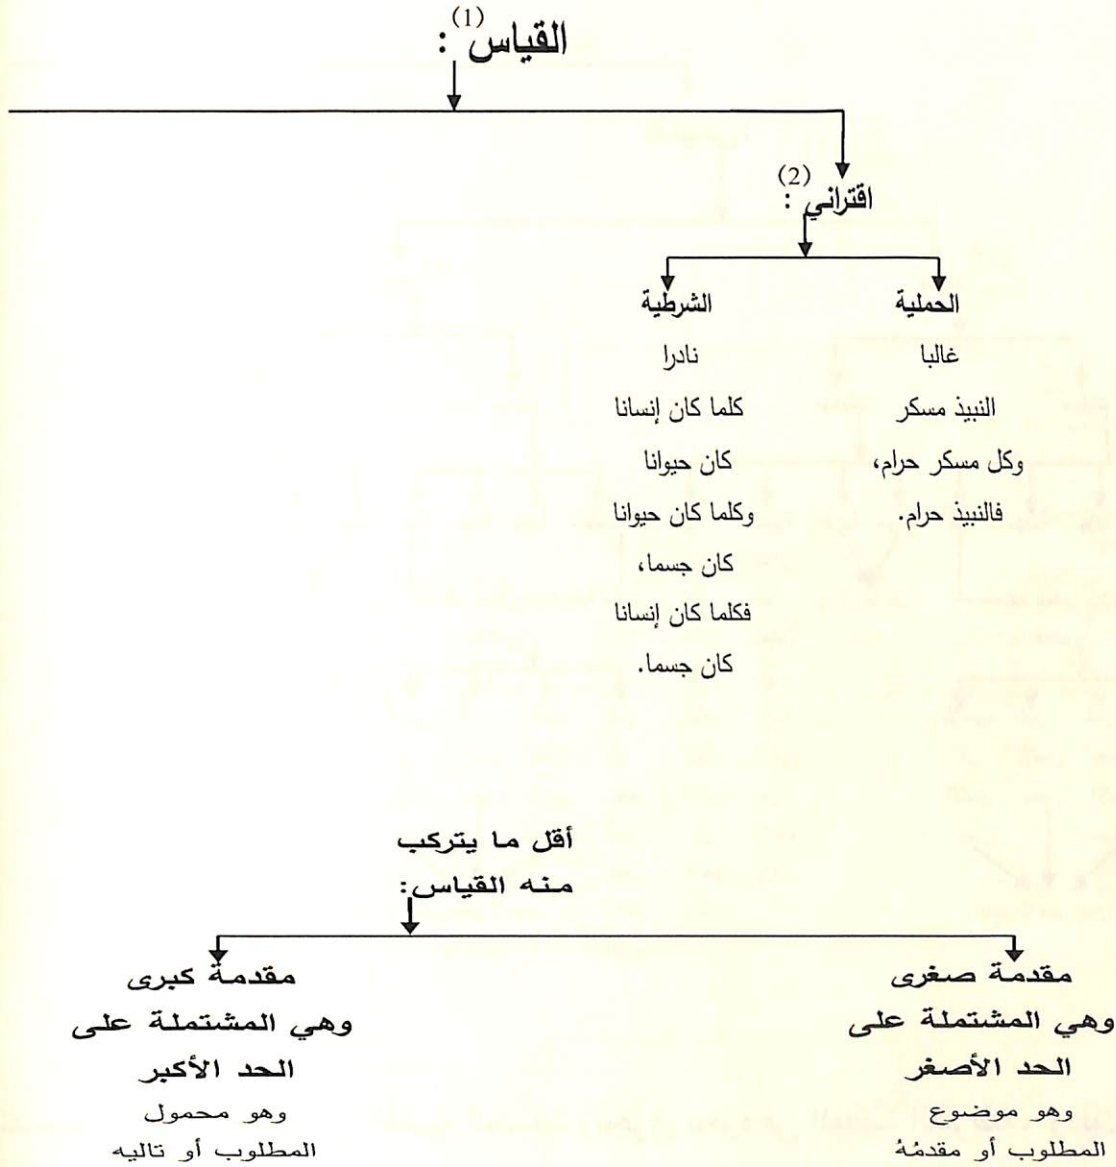 القياس(1) :
اقتراني(2) :
الحملية
غالبا
النبيذ مسكر
وكل مسكر حرام،
فالنبيذ حرام.
الشرطية
نادرا
كلما كان إنسانا
كان حيوانا
وكلما كان حيوانا
كان جسما،
فكلما كان إنسانا
كان جسما.
أقل ما يتركب
منه القياس:
مقدمة صغرى
وهي المشتملة على
الحد الأصغر
وهو موضوع
المطلوب أو مقدمُهُ
مقدمة كبرى
وهي المشتملة على
الحد الأكبر
وهو محمول
المطلوب أو تاليه